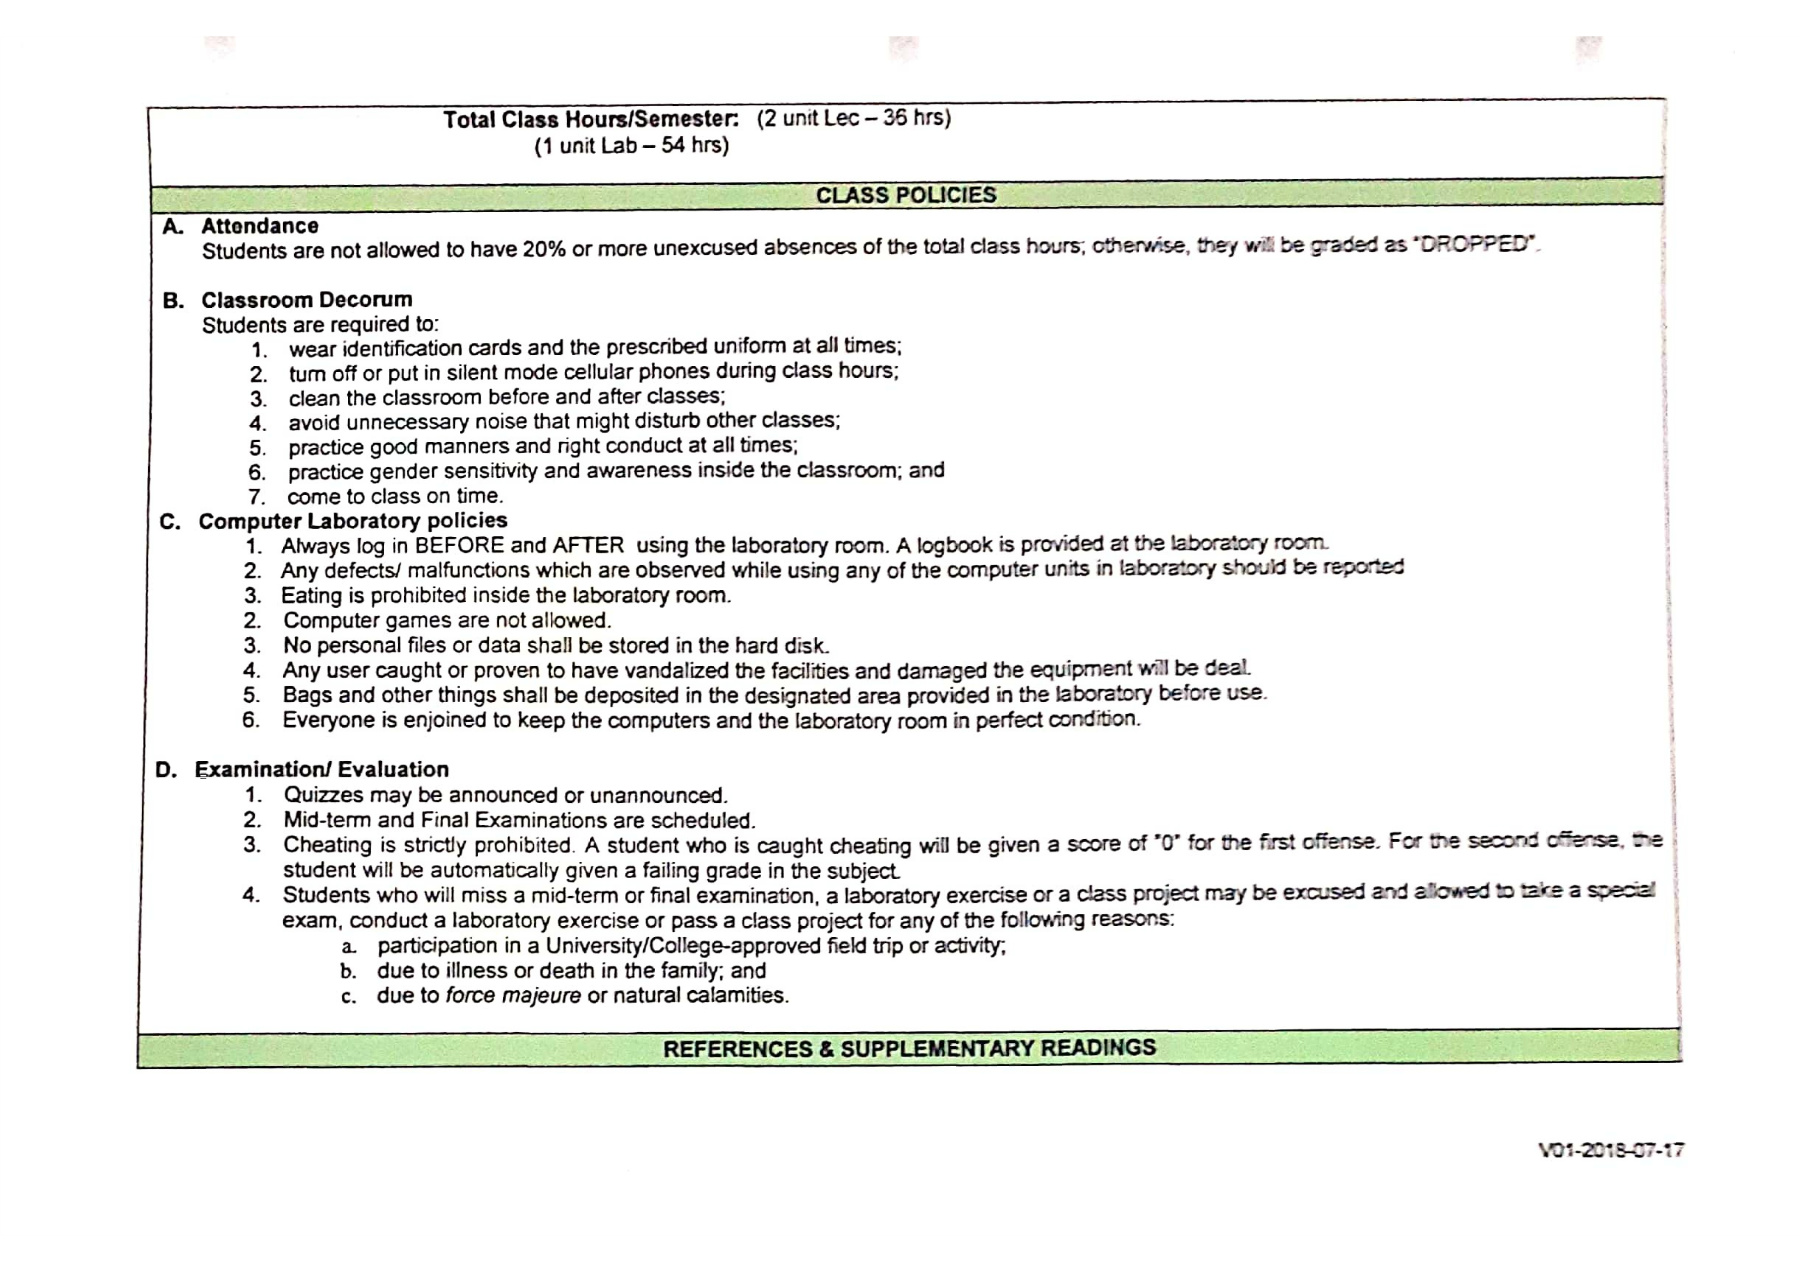 Total Class Hours/Semester: (2 unit Lec – 36 hrs)
(1 unit Lab – 54 hrs)
CLASS POLICIES
A. Attendance
Students are not allowed to have 20% or more unexcused absences of the total class hours; otherwise, they will be graded as "DROPPED".
B. Classroom Decorum
Students are required to:
1. wear identification cards and the prescribed uniform at all times;
2. turn off or put in silent mode cellular phones during class hours;
3. clean the classroom before and after classes;
4. avoid unnecessary noise that might disturb other classes;
5. practice good manners and right conduct at all times;
6. practice gender sensitivity and awareness inside the classroom; and
7. come to class on time.
C. Computer Laboratory policies
1. Always log in BEFORE and AFTER using the laboratory room. A logbook is provided at the laboratory room.
2. Any defects/ malfunctions which are observed while using any of the computer units in laboratory should be reported
3. Eating is prohibited inside the laboratory room.
2. Computer games are not allowed.
3. No personal files or data shall be stored in the hard disk.
4. Any user caught or proven to have vandalized the facilities and damaged the equipment will be deal.
5. Bags and other things shall be deposited in the designated area provided in the laboratory before use.
6. Everyone is enjoined to keep the computers and the laboratory room in perfect condition.
D. Examination/ Evaluation
1. Quizzes may be announced or unannounced.
2. Mid-term and Final Examinations are scheduled.
3. Cheating is strictly prohibited. A student who is caught cheating will be given a score of "0" for the first offense. For the second offense, the
student will be automatically given a failing grade in the subject.
4. Students who will miss a mid-term or final examination, a laboratory exercise or a class project may be excused and allowed to take a special
exam, conduct a laboratory exercise or pass a class project for any of the following reasons:
a. participation in a University/College-approved field trip or activity;
b. due to illness or death in the family; and
c. due to force majeure or natural calamities.
REFERENCES & SUPPLEMENTARY READINGS
V01-2018-07-17